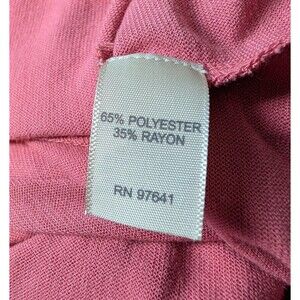 65% POLYESTER
35% RAYON
RN 97641